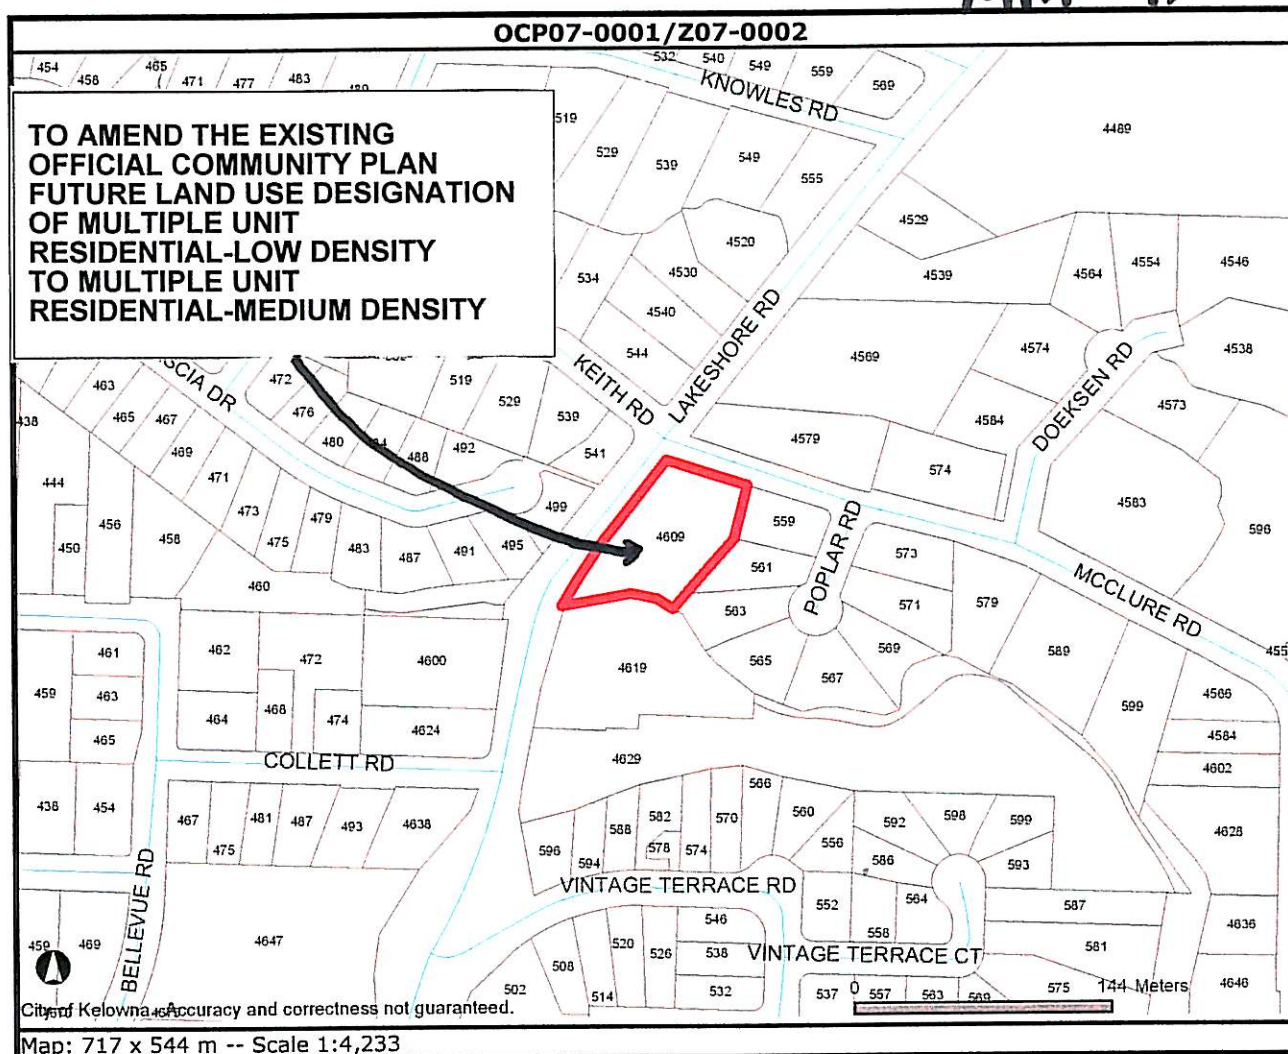 OCP07-0001/Z07-0002
454 458 465 471 477 483 532 540 549 559 569
KNOWLES RD
TO AMEND THE EXISTING
OFFICIAL COMMUNITY PLAN
FUTURE LAND USE DESIGNATION
OF MULTIPLE UNIT
RESIDENTIAL-LOW DENSITY
TO MULTIPLE UNIT
RESIDENTIAL-MEDIUM DENSITY
519 529 539 549 555 4489
4520 4529
534 4530 4539 4564 4554 4546
4540
544 4569 4574 4538
KEITH RD
LAKESHORE RD
DOEKSEN RD
SCIA DR
463 472 519 529 539 4573
438 465 467 476 4584
480 488 492 541 4579
469 574
444 471 4583
456 473 479 499 559 596
450 458 475 483 487 491 495 4609
POPLAR RD
573
460 561 MCCLURE RD
563 571 579
461 462 472 4600 569 589 455
459 463 4619 565 567 4566
464 468 474 4624 599
465 4584
COLLETT RD
4629 4602
438 454 467 475 481 487 493 4638
566 582 588 570 560 592 598 599 4628
596 594 578 574 556 586 593
BELLEVUE RD
VINTAGE TERRACE RD
552 564 587
546 558 4636
459 469 4647 520 526 538
VINTAGE TERRACE CT
581
508 502 514 532 537 557 563 569 575 4646
0 144 Meters
City of Kelowna Accuracy and correctness not guaranteed.
Map: 717 x 544 m -- Scale 1:4,233